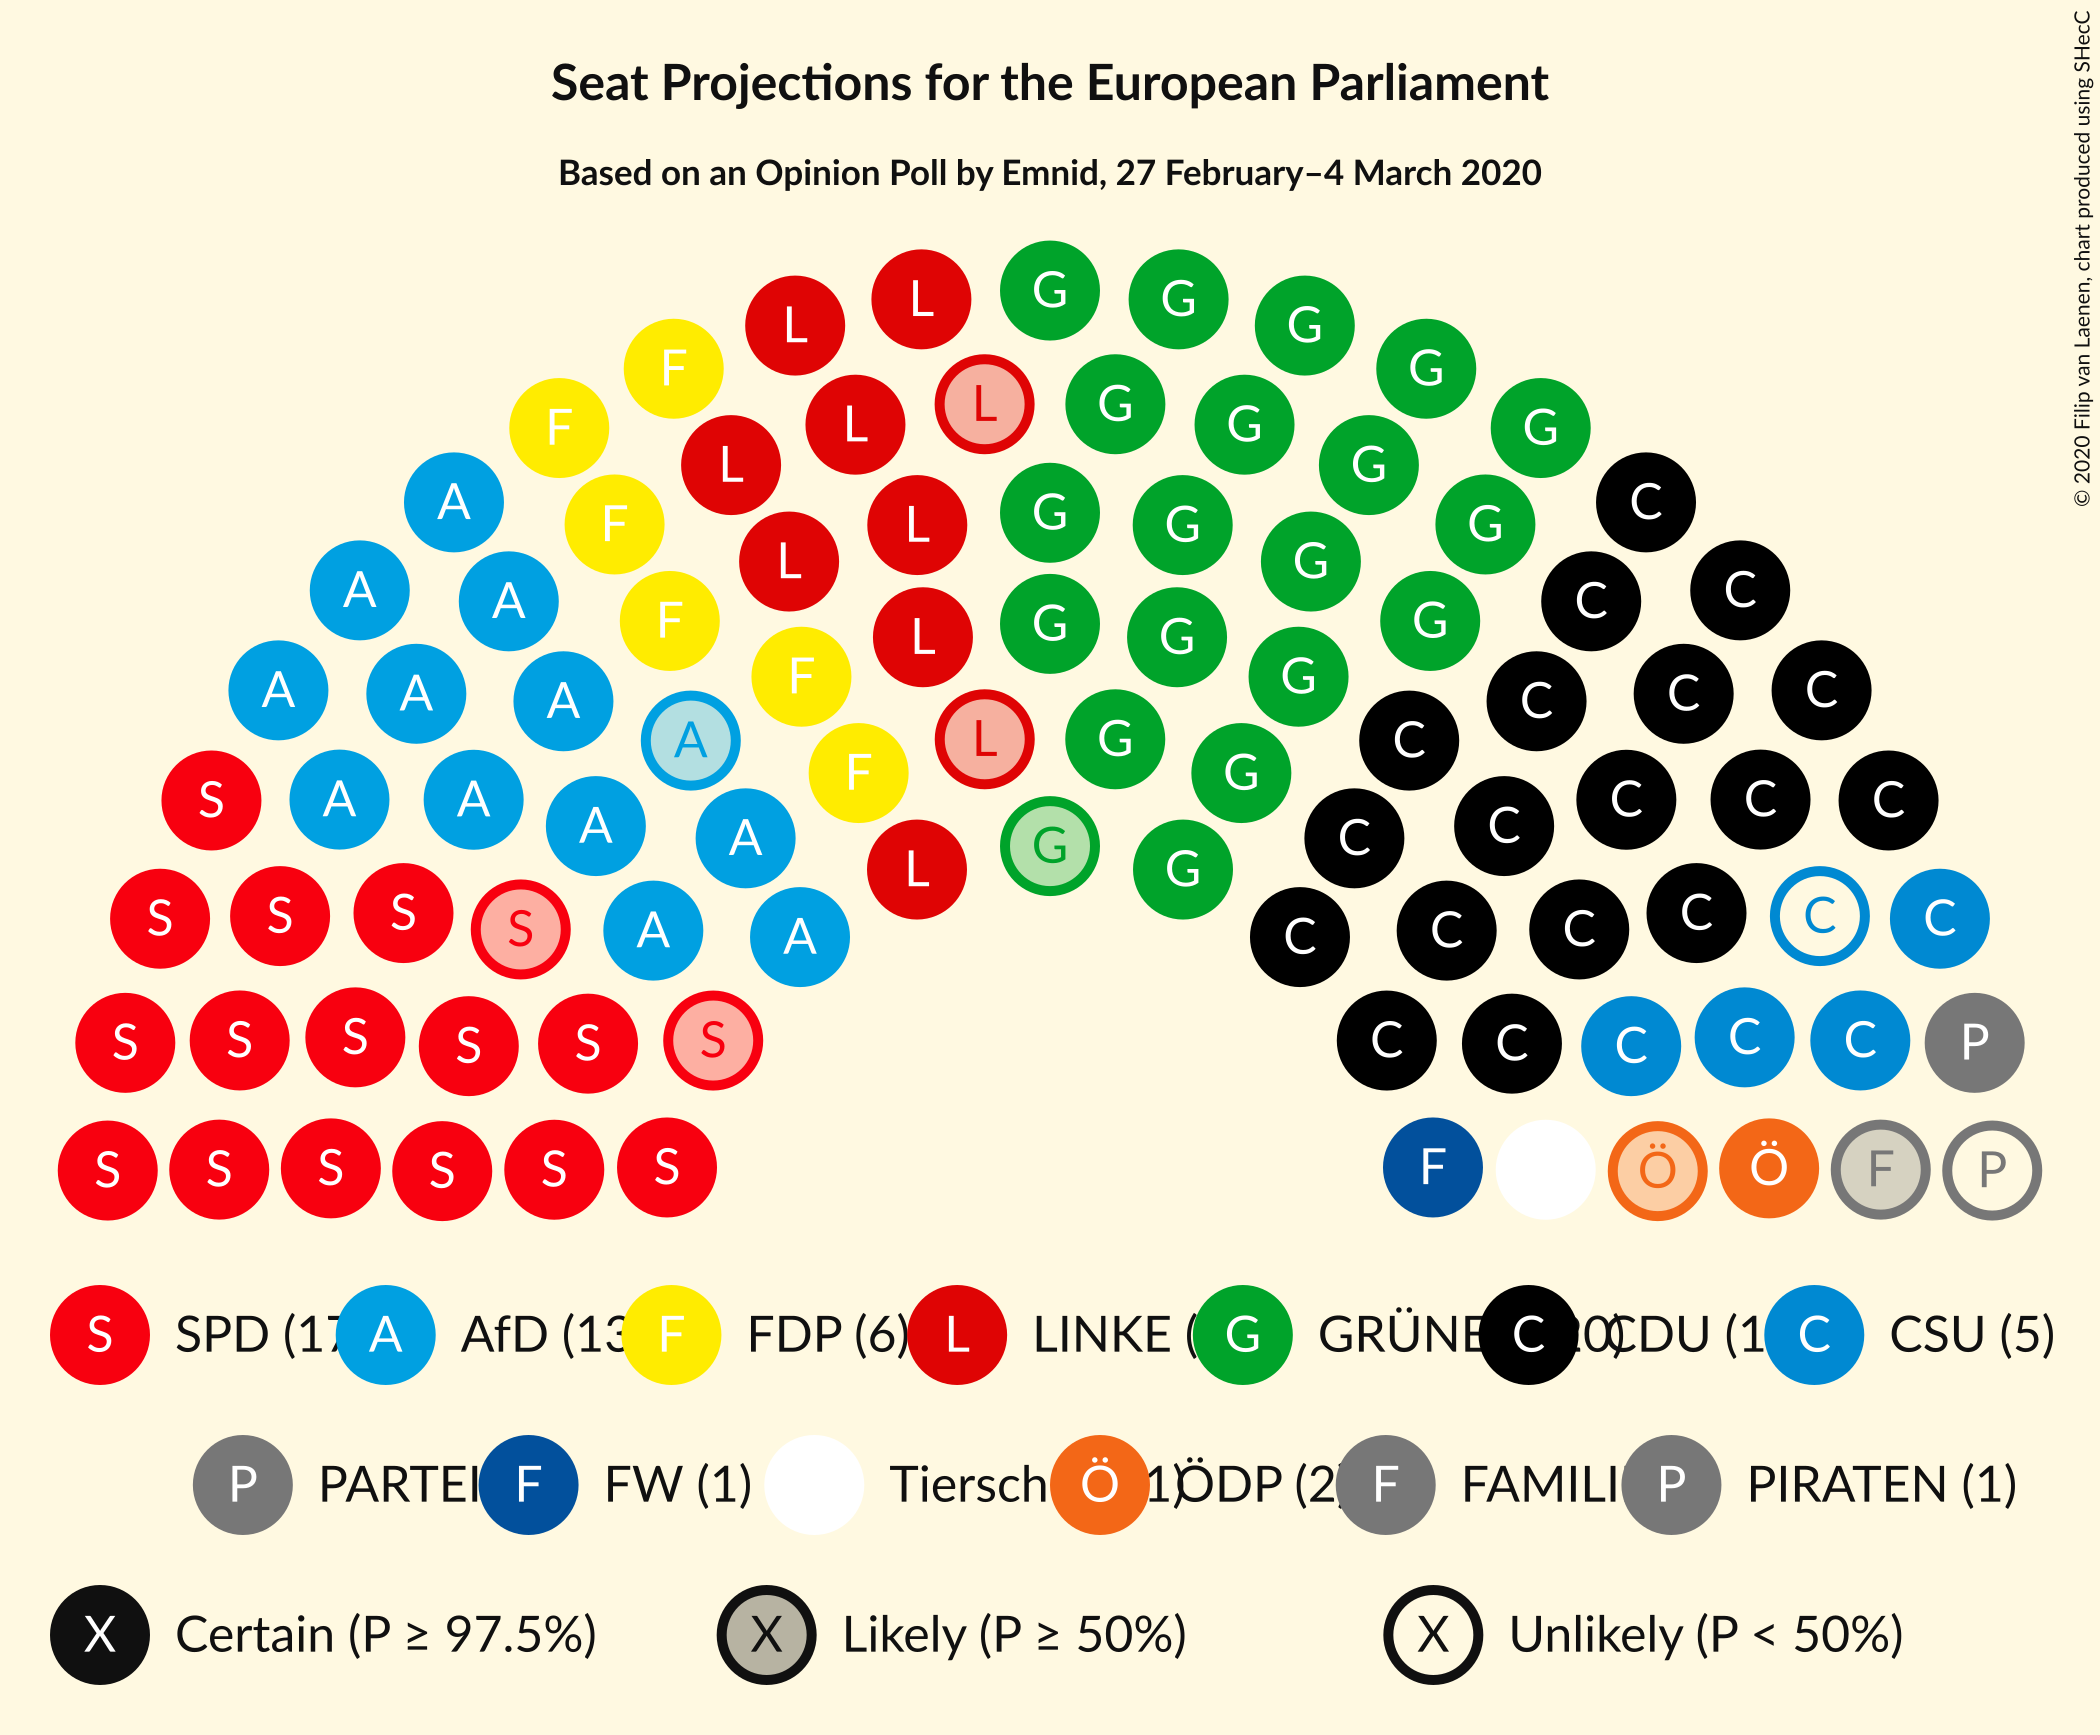 Seat Projections for the European Parliament
Based on an Opinion Poll by Emnid, 27 February–4 March 2020
© 2020 Filip van Laenen, chart produced using SHecC
L L G G G G G
F F L L L G G G G C
A F L L G G G G C C
A A F L G G G C C C
A A A A F L G G C C C C
S A A A A L G G C C C C C
S S S S A A C C C C C C
S S S S S S C C C C C P
S S S S S S F Ö Ö F P
S SPD (17 A AfD (13 F FDP (6) L LINKE ( G GRÜNE C 20) CDU (1 C CSU (5)
P PARTEI F FW (1) Tiersch Ö 1) ÖDP (2) F FAMILI P PIRATEN (1)
X Certain (P ≥ 97.5%) X Likely (P ≥ 50%) X Unlikely (P < 50%)